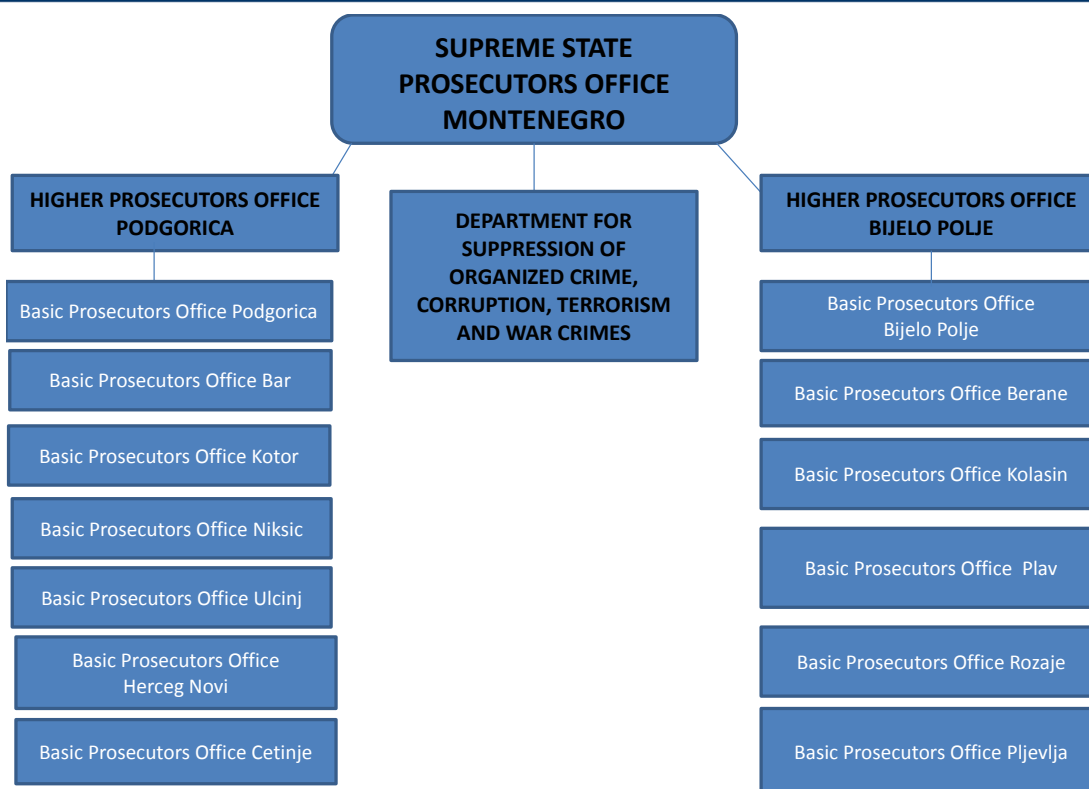 SUPREME STATE
PROSECUTORS OFFICE
MONTENEGRO
HIGHER PROSECUTORS OFFICE
PODGORICA
Basic Prosecutors Office Podgorica
Basic Prosecutors Office Bar
Basic Prosecutors Office Kotor
Basic Prosecutors Office Niksic
Basic Prosecutors Office Ulcinj
Basic Prosecutors Office
Herceg Novi
Basic Prosecutors Office Cetinje
DEPARTMENT FOR
SUPPRESSION OF
ORGANIZED CRIME,
CORRUPTION, TERRORISM
AND WAR CRIMES
HIGHER PROSECUTORS OFFICE
BIJELO POLJE
Basic Prosecutors Office
Bijelo Polje
Basic Prosecutors Office Berane
Basic Prosecutors Office Kolasin
Basic Prosecutors Office Plav
Basic Prosecutors Office Rozaje
Basic Prosecutors Office Pljevlja